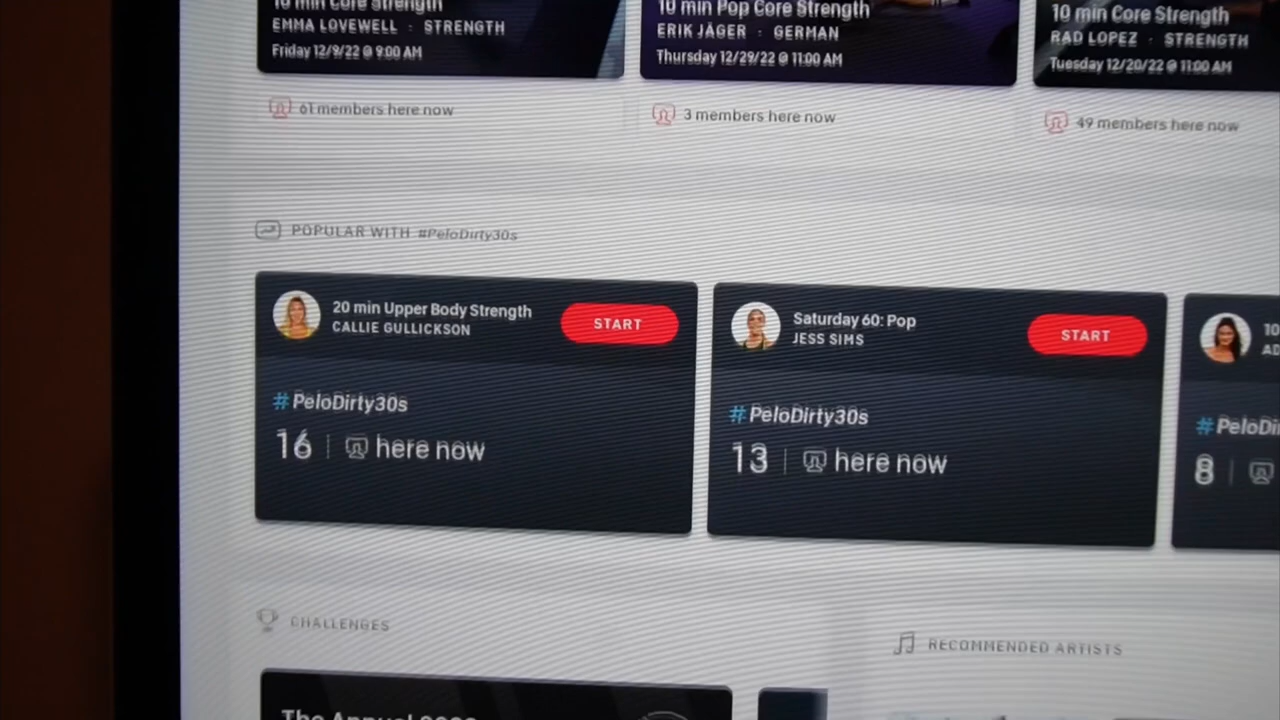 10 min Core Strength
EMMA LOVEWELL · STRENGTH
Friday 12/9/22 @ 9:00 AM
61 members here now
10 min Pop Core Strength
ERIK JÄGER · GERMAN
Thursday 12/29/22 @ 11:00 AM
3 members here now
10 min Core Strength
RAD LOPEZ · STRENGTH
Tuesday 12/20/22 @ 11:00 AM
49 members here now
POPULAR WITH #PeloDirty30s
20 min Upper Body Strength
CALLIE GULLICKSON
START
#PeloDirty30s
16 | here now
Saturday 60: Pop
JESS SIMS
START
#PeloDirty30s
13 | here now
10
AD
#PeloDi
8 |
CHALLENGES
RECOMMENDED ARTISTS
The Annual